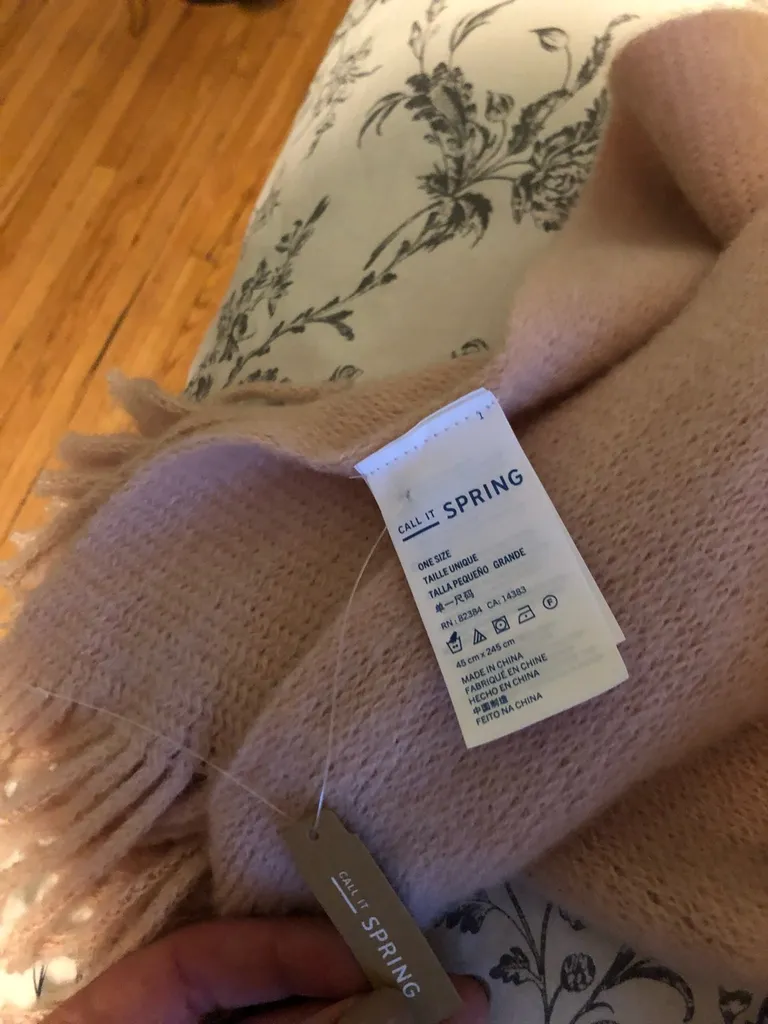 1
CALL IT SPRING
ONE SIZE
TAILLE UNIQUE
TALLA PEQUEÑO GRANDE
单一尺码
RN: 82384 CA: 14383
F
45 cm x 245 cm
MADE IN CHINA
FABRIQUÉ EN CHINE
HECHO EN CHINA
中国制造
FEITO NA CHINA
CALL IT SPRING